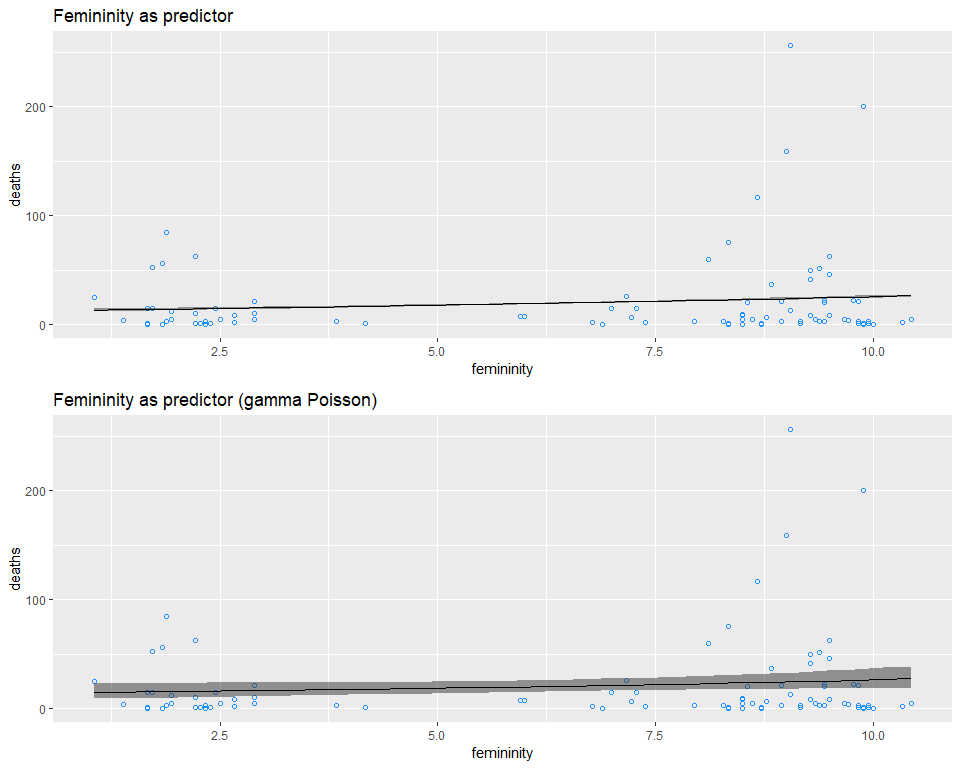 Femininity as predictor
200
100
0
deaths
2.5 5.0 7.5 10.0
femininity
Femininity as predictor (gamma Poisson)
200
100
0
deaths
2.5 5.0 7.5 10.0
femininity